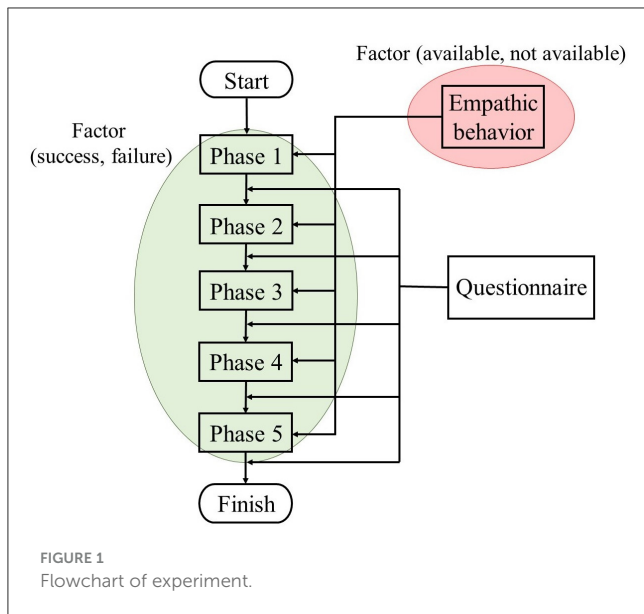 Factor (available, not available)
Start
Empathic
behavior
Factor
(success, failure)
Phase 1
Phase 2
Phase 3
Questionnaire
Phase 4
Phase 5
Finish
FIGURE 1
Flowchart of experiment.